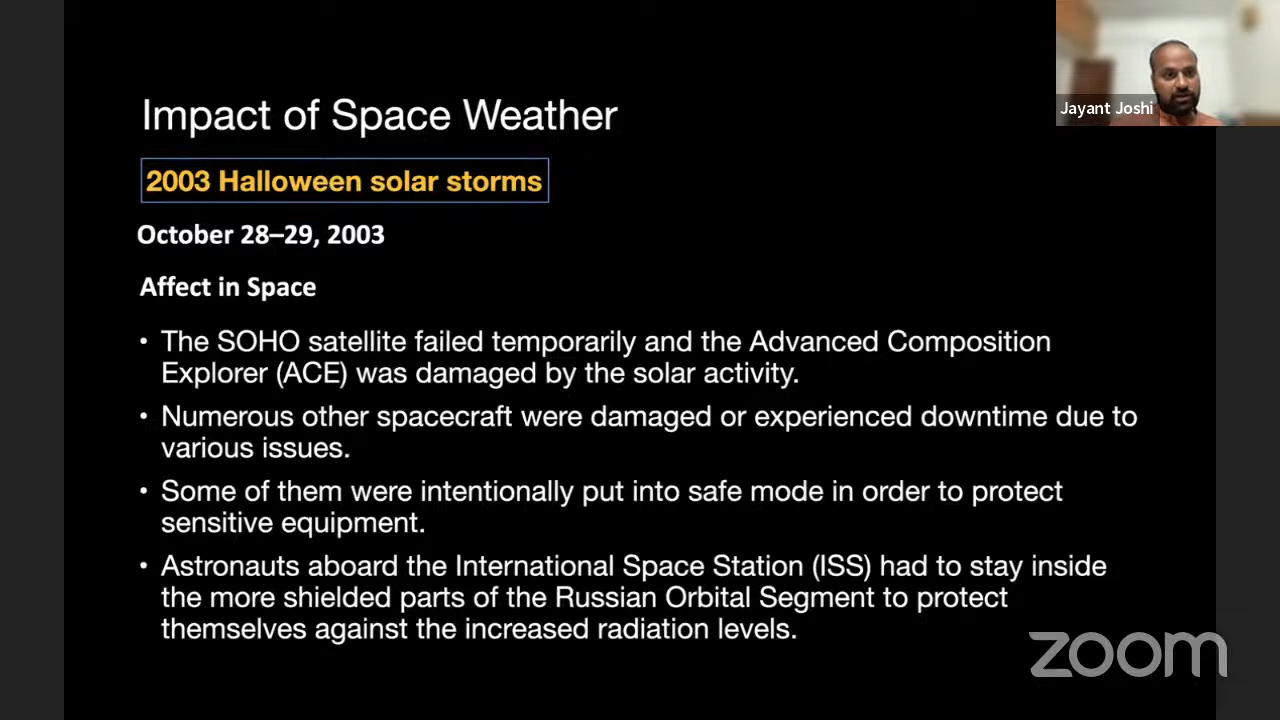 Impact of Space Weather
Jayant Joshi
2003 Halloween solar storms
October 28–29, 2003
Affect in Space
• The SOHO satellite failed temporarily and the Advanced Composition
Explorer (ACE) was damaged by the solar activity.
• Numerous other spacecraft were damaged or experienced downtime due to
various issues.
• Some of them were intentionally put into safe mode in order to protect
sensitive equipment.
• Astronauts aboard the International Space Station (ISS) had to stay inside
the more shielded parts of the Russian Orbital Segment to protect
themselves against the increased radiation levels.
zoom